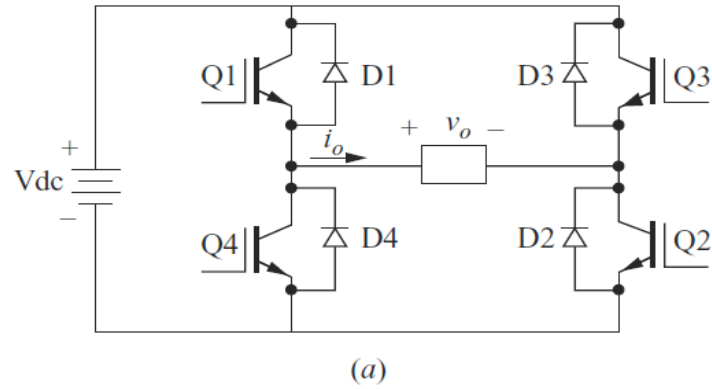 Q1
D1
D3
Q3
+
Vdc
−
i_o
+ v_o −
Q4
D4
D2
Q2
(a)